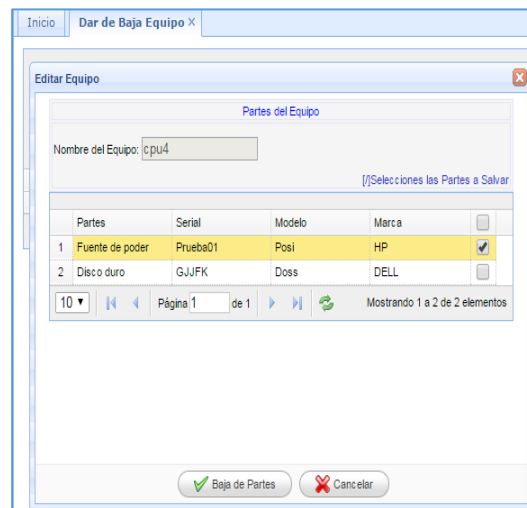 Inicio Dar de Baja Equipo ×
Editar Equipo
Partes del Equipo
Nombre del Equipo: cpu4
[/]Selecciones las Partes a Salvar
Partes Serial Modelo Marca
1 Fuente de poder Prueba01 Posi HP
2 Disco duro GJJFK Doss DELL
10 Página 1 de 1 Mostrando 1 a 2 de 2 elementos
Baja de Partes Cancelar